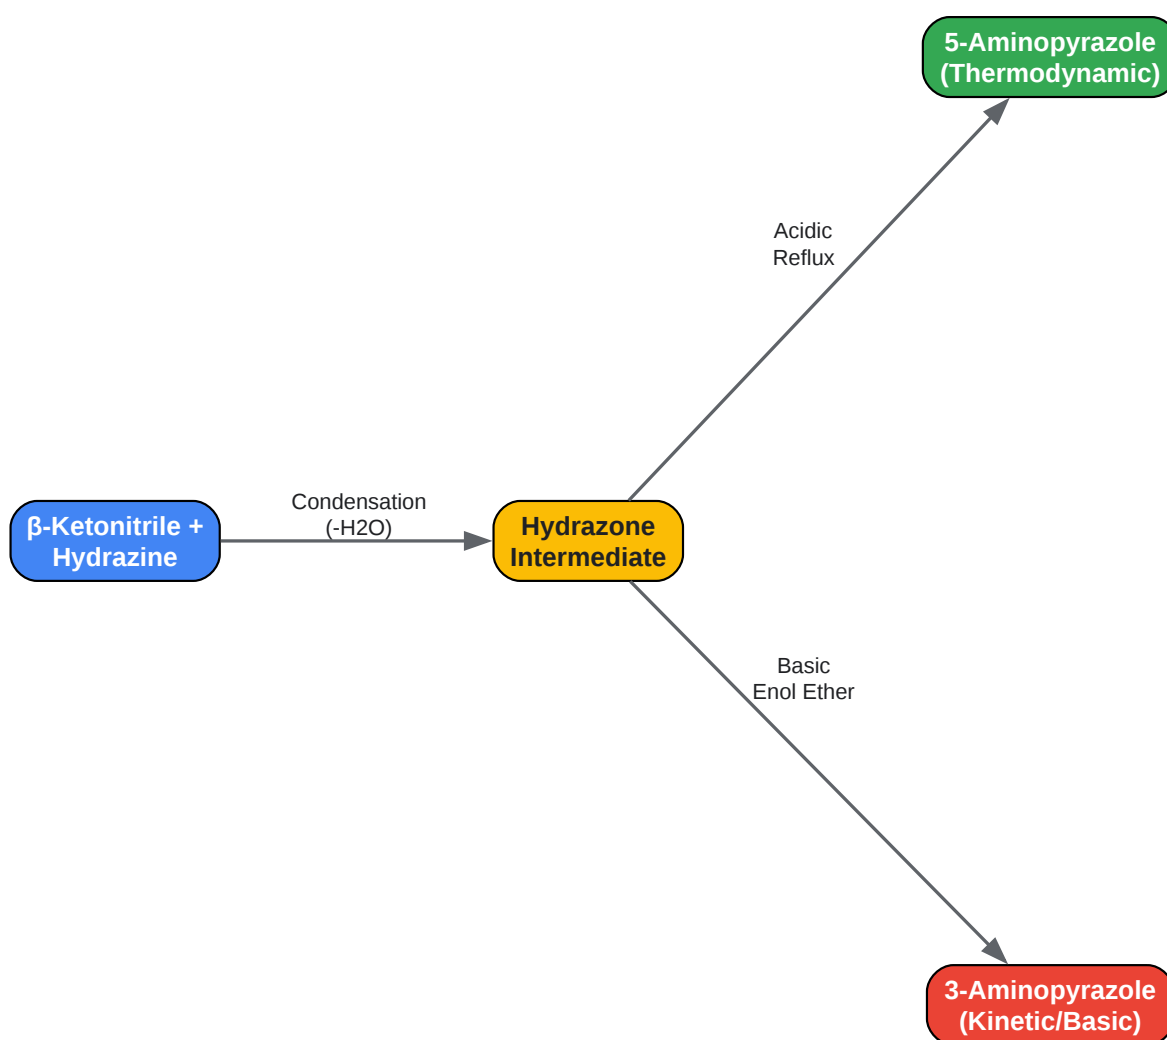 5-Aminopyrazole
(Thermodynamic)
Acidic
Reflux
Condensation
(-H2O)
β-Ketonitrile +
Hydrazine
Hydrazone
Intermediate
Basic
Enol Ether
3-Aminopyrazole
(Kinetic/Basic)